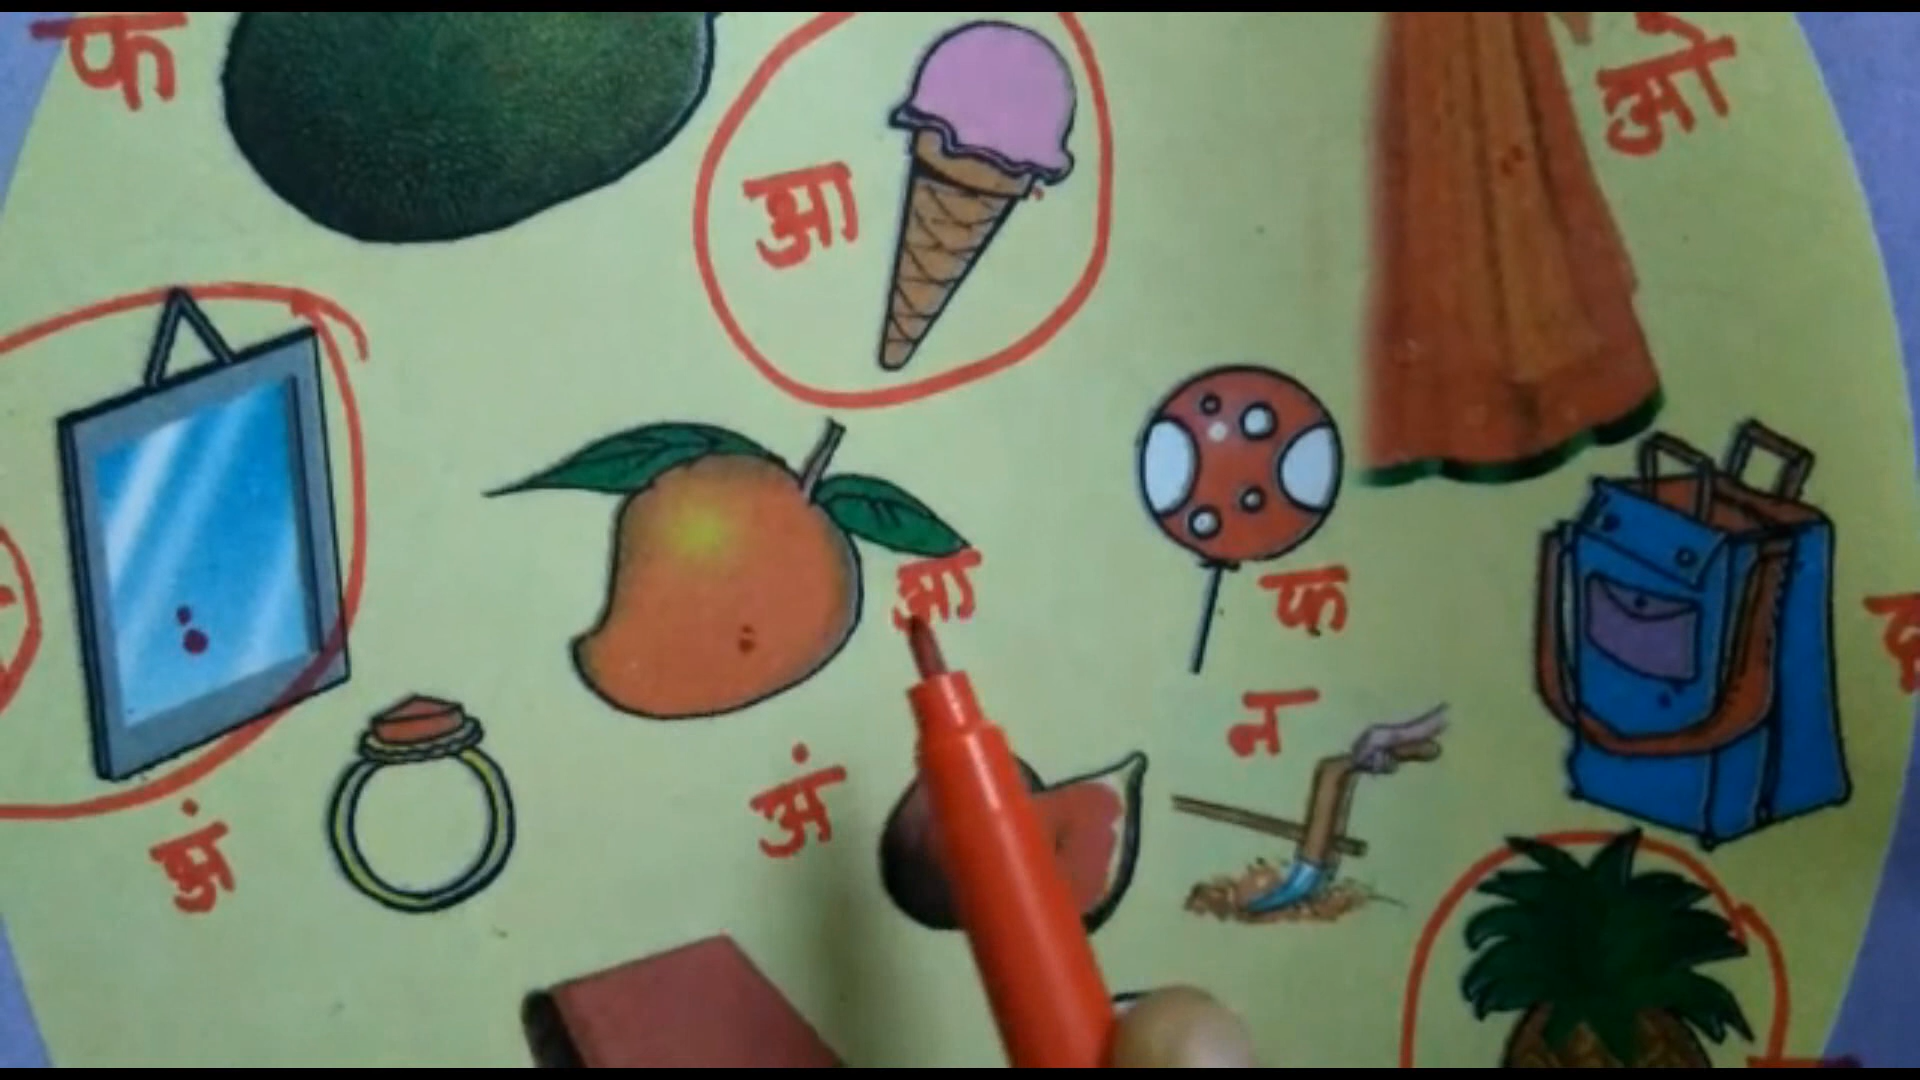 फ
ओ
आ
आ
फ
न
अं
अं